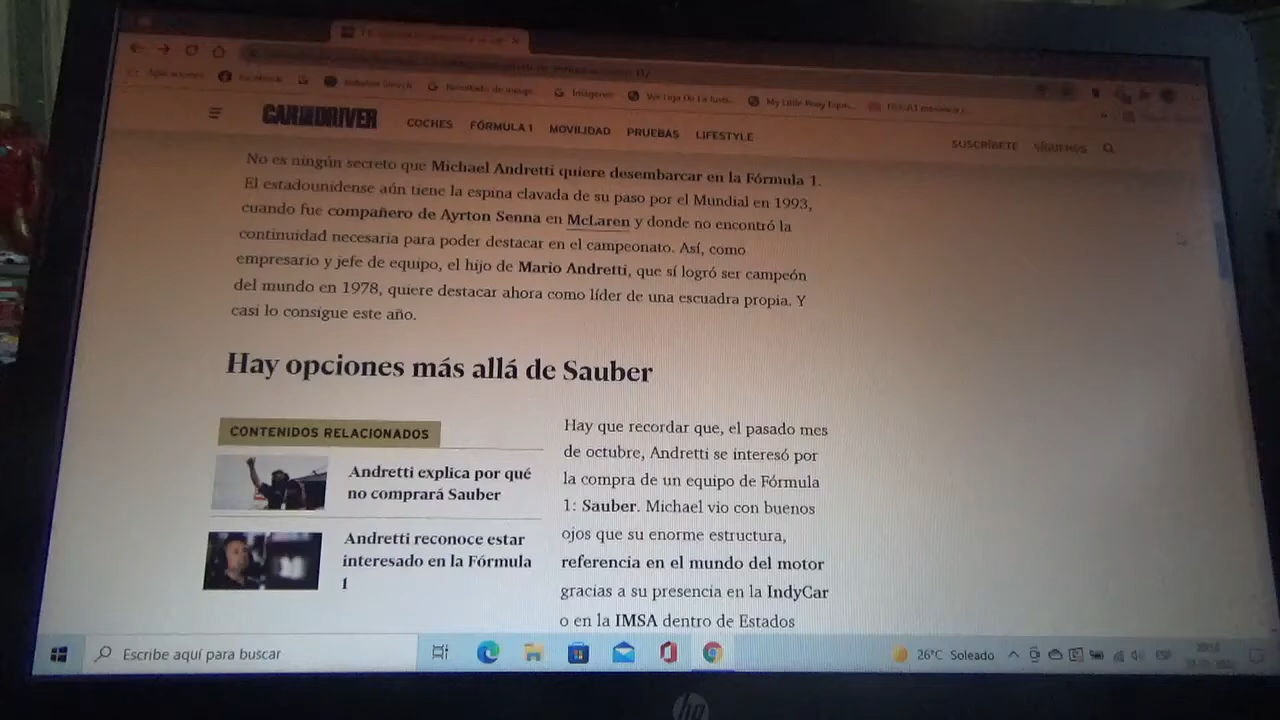 Facebook
Imágenes
CAR AND DRIVER
COCHES FÓRMULA 1 MOVILIDAD PRUEBAS LIFESTYLE
SUSCRÍBETE SÍGUENOS
No es ningún secreto que Michael Andretti quiere desembarcar en la Fórmula 1.
El estadounidense aún tiene la espina clavada de su paso por el Mundial en 1993,
cuando fue compañero de Ayrton Senna en McLaren y donde no encontró la
continuidad necesaria para poder destacar en el campeonato. Así, como
empresario y jefe de equipo, el hijo de Mario Andretti, que sí logró ser campeón
del mundo en 1978, quiere destacar ahora como líder de una escuadra propia. Y
casi lo consigue este año.
Hay opciones más allá de Sauber
CONTENIDOS RELACIONADOS
Andretti explica por qué
no comprará Sauber
Andretti reconoce estar
interesado en la Fórmula
1
Hay que recordar que, el pasado mes
de octubre, Andretti se interesó por
la compra de un equipo de Fórmula
1: Sauber. Michael vio con buenos
ojos que su enorme estructura,
referencia en el mundo del motor
gracias a su presencia en la IndyCar
o en la IMSA dentro de Estados
Escribe aquí para buscar
26°C Soleado
ESP
hp